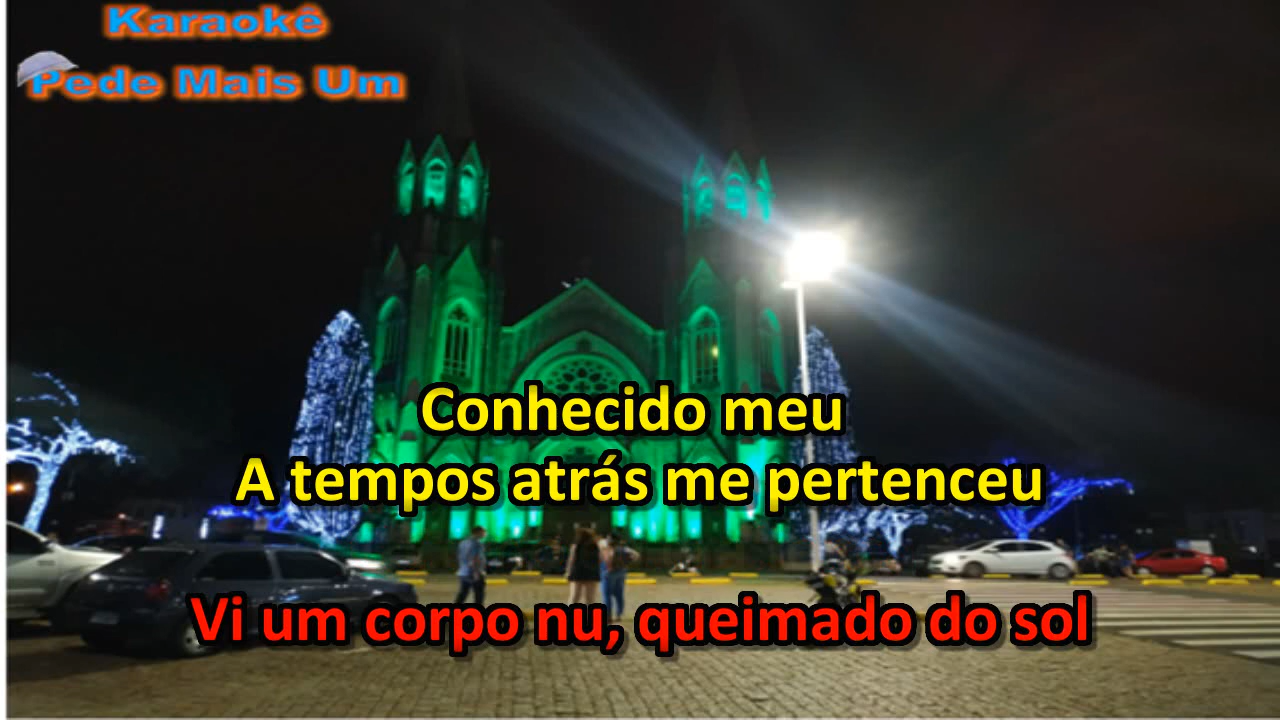 Karaokê
Pede Mais Um
Conhecido meu
A tempos atrás me pertenceu
Vi um corpo nu, queimado do sol